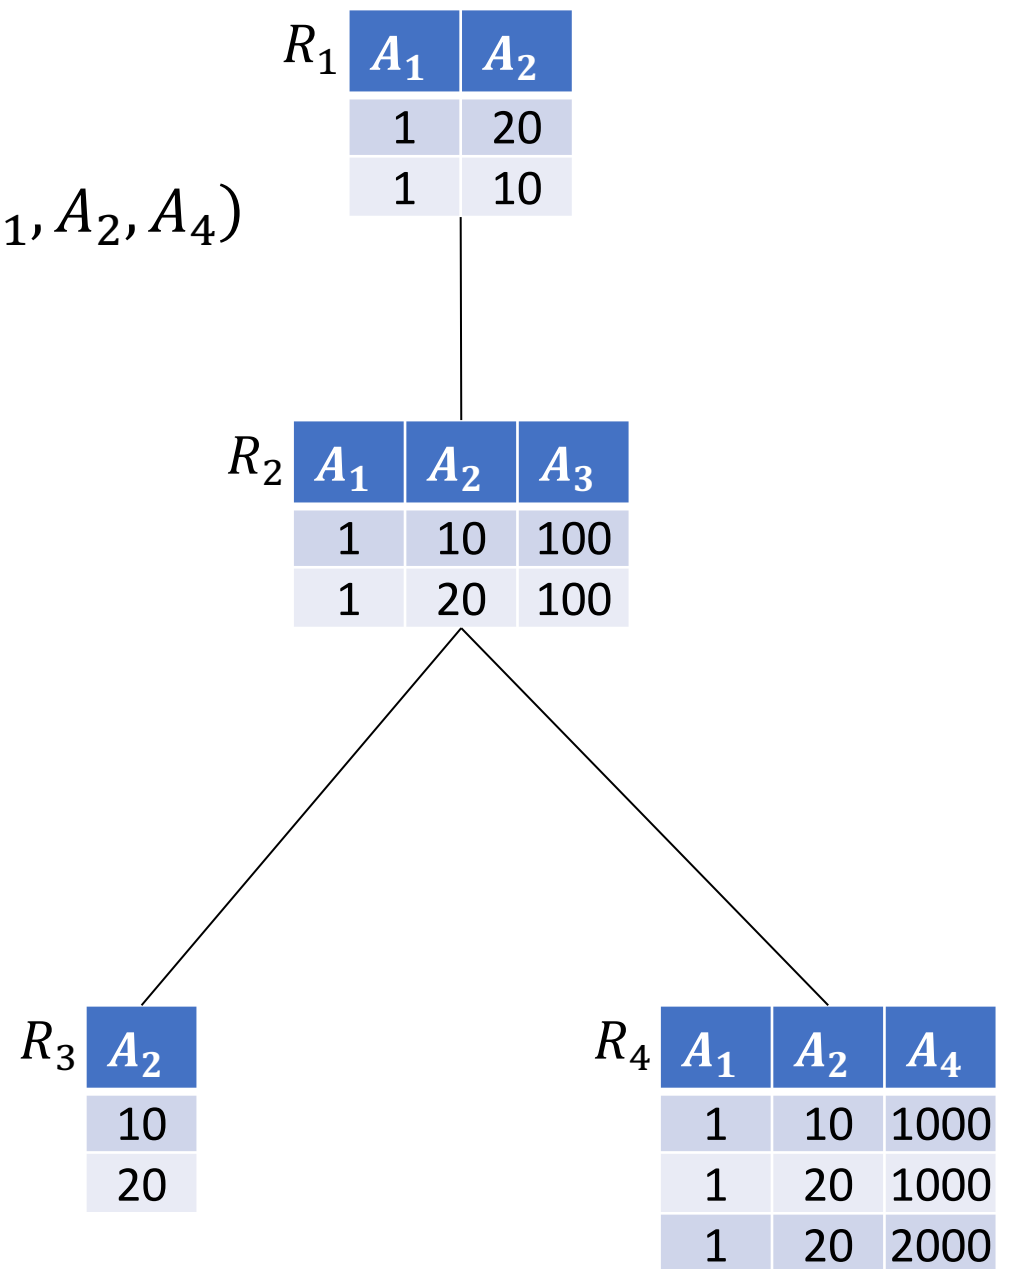 R₁ A₁ A₂
1 20
1 10
₁, A₂, A₄)
R₂ A₁ A₂ A₃
1 10 100
1 20 100
R₃ A₂
10
20
R₄ A₁ A₂ A₄
1 10 1000
1 20 1000
1 20 2000